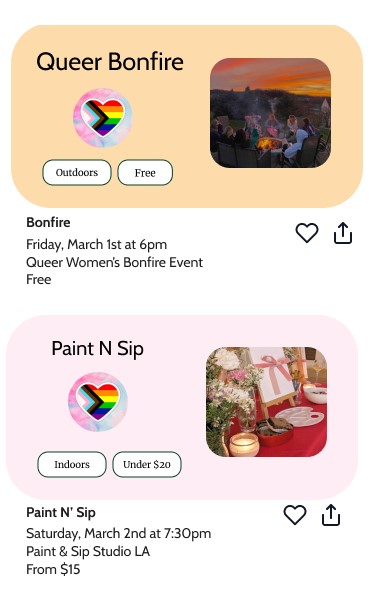 Queer Bonfire
Outdoors
Free
Bonfire
Friday, March 1st at 6pm
Queer Women's Bonfire Event
Free
Paint N Sip
Indoors
Under $20
Paint N’ Sip
Saturday, March 2nd at 7:30pm
Paint & Sip Studio LA
From $15